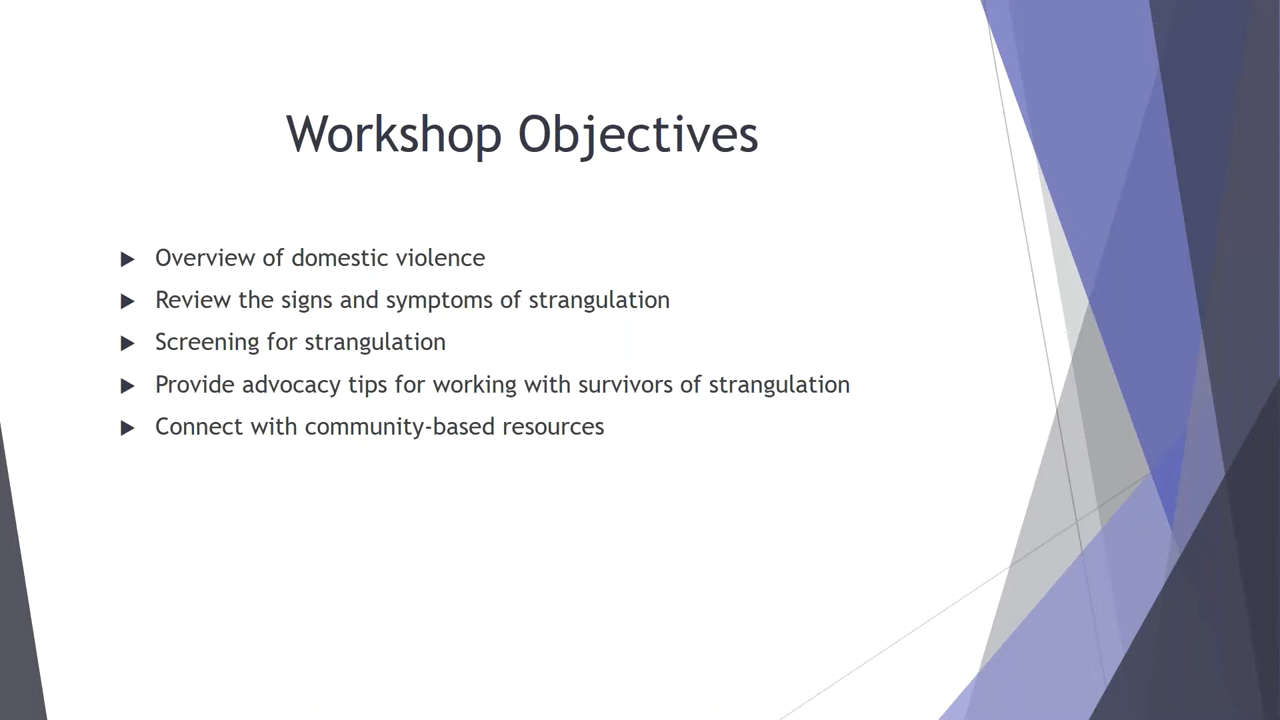 Workshop Objectives
Overview of domestic violence
Review the signs and symptoms of strangulation
Screening for strangulation
Provide advocacy tips for working with survivors of strangulation
Connect with community-based resources